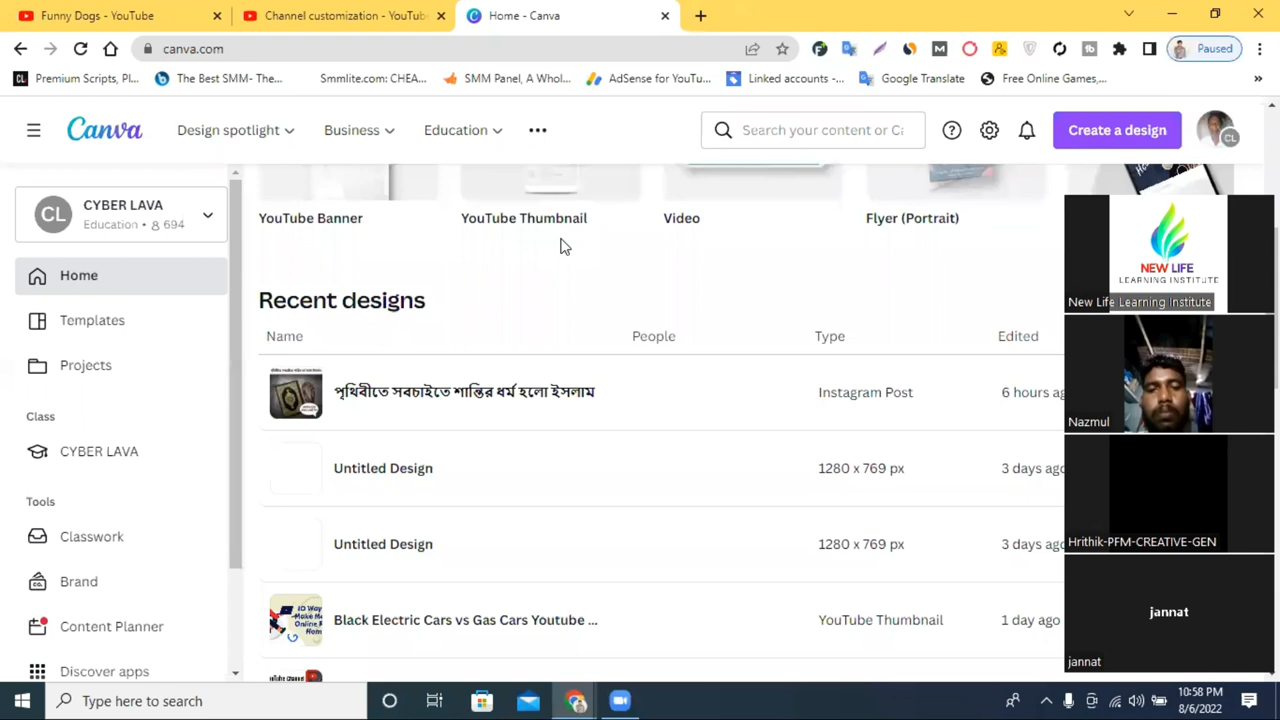 Funny Dogs - YouTube
Channel customization - YouTube
Home - Canva
canva.com
Paused
Premium Scripts, Pl...
The Best SMM- The...
Smmlite.com: CHEA...
SMM Panel, A Whol...
AdSense for YouTu...
Linked accounts -...
Google Translate
Free Online Games,...
Canva
Design spotlight
Business
Education
Search your content or Ca
Create a design
CL
CL
CYBER LAVA
Education • 694
Home
Templates
Projects
Class
CYBER LAVA
Tools
Classwork
Brand
Content Planner
Discover apps
YouTube Banner
YouTube Thumbnail
Video
Flyer (Portrait)
Recent designs
Name
People
Type
Edited
পৃথিবীতে সবচাইতে শান্তির ধর্ম হলো ইসলাম
Instagram Post
6 hours ag
Untitled Design
1280 x 769 px
3 days ago
Untitled Design
1280 x 769 px
3 days ago
Black Electric Cars vs Gas Cars Youtube ...
YouTube Thumbnail
1 day ago
NEW LIFE
LEARNING INSTITUTE
New Life Learning Institute
Nazmul
Hrithik-PFM-CREATIVE-GEN
jannat
jannat
Type here to search
10:58 PM
8/6/2022